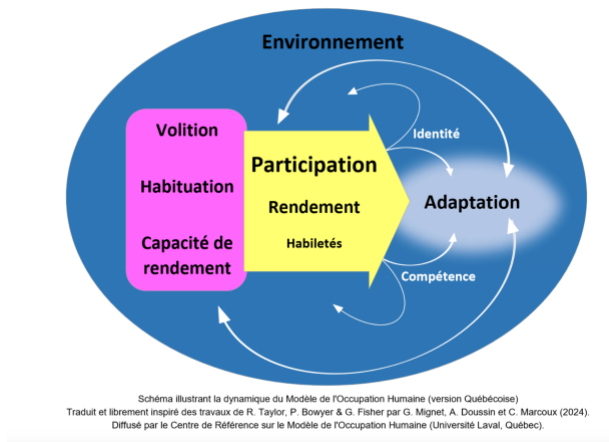 Environnement
Volition
Habituation
Capacité de
rendement
Participation
Rendement
Habiletés
Identité
Adaptation
Compétence
Schéma illustrant la dynamique du Modèle de l'Occupation Humaine (version Québécoise)
Traduit et librement inspiré des travaux de R. Taylor, P. Bowyer & G. Fisher par G. Mignet, A. Doussin et C. Marcoux (2024).
Diffusé par le Centre de Référence sur le Modèle de l'Occupation Humaine (Université Laval, Québec).